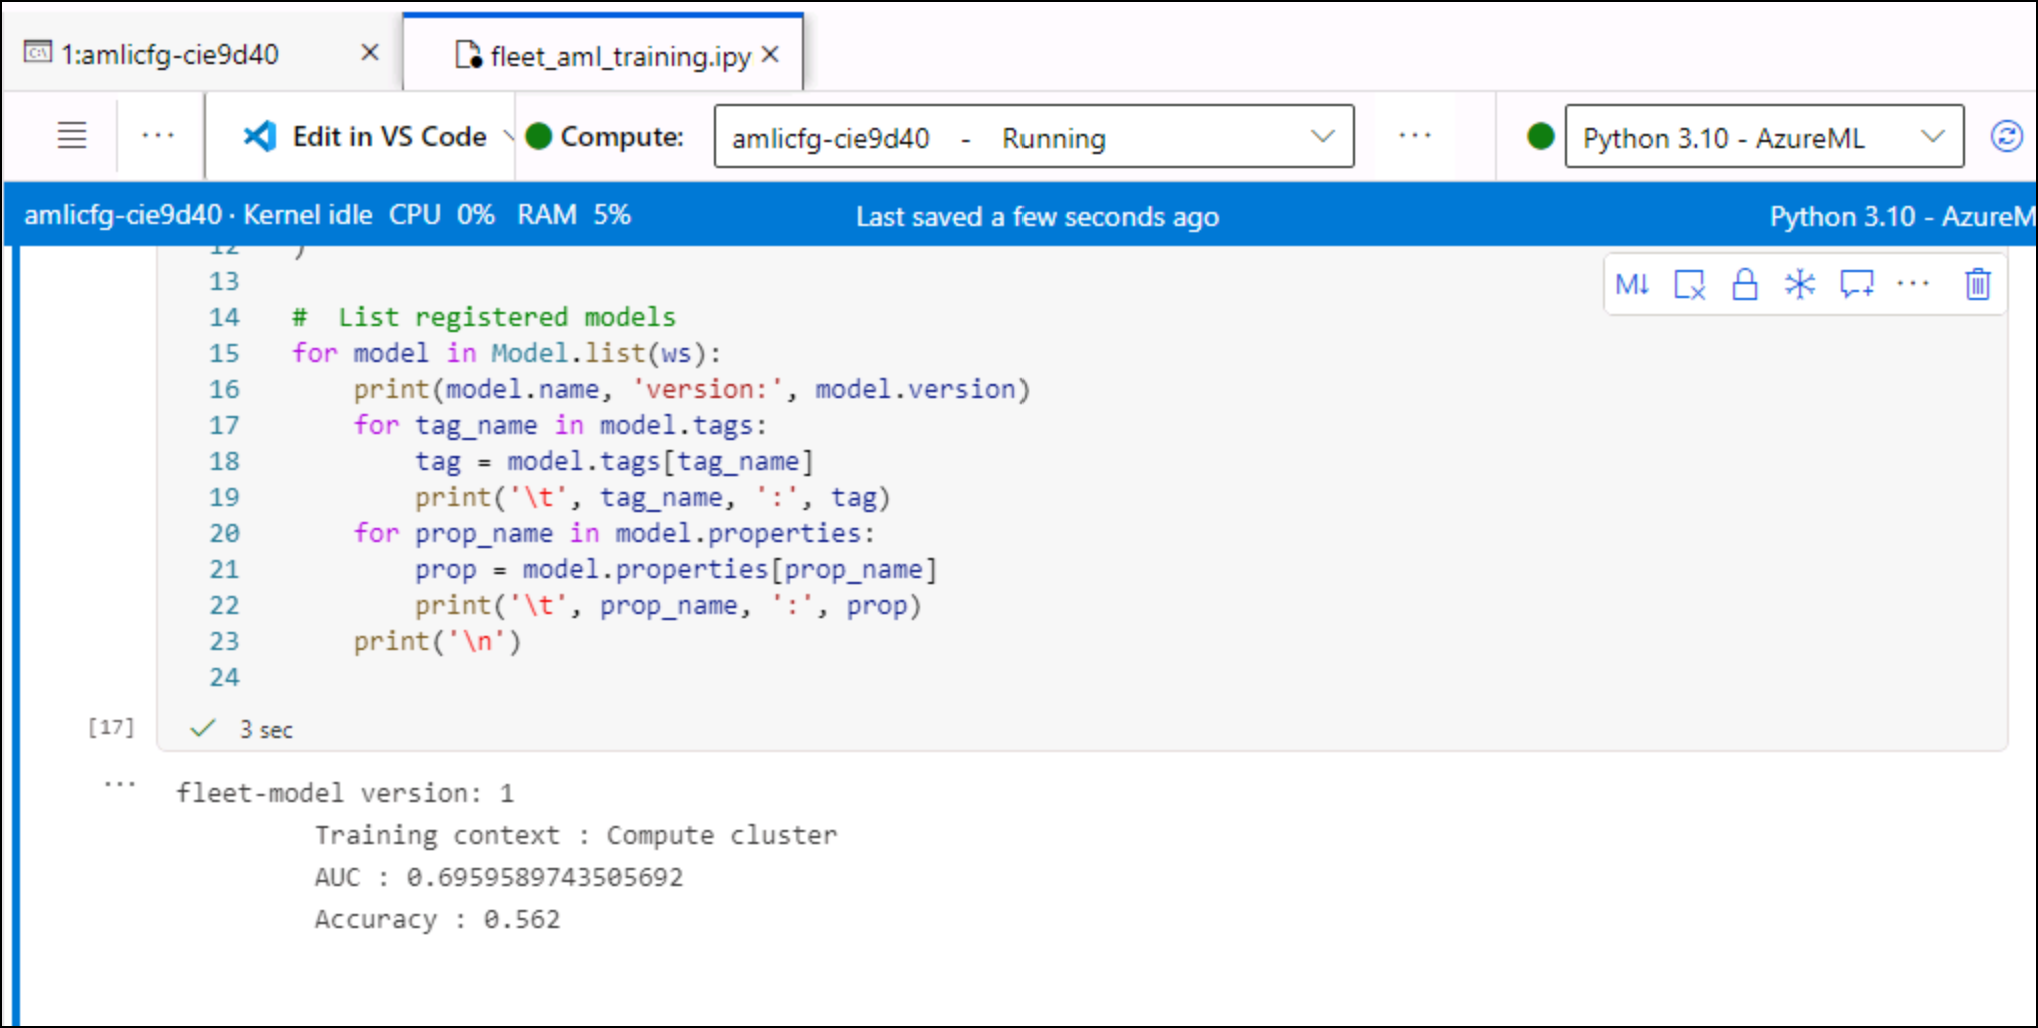 1:amlicfg-cie9d40
fleet_aml_training.ipy
Edit in VS Code
Compute:
amlicfg-cie9d40 - Running
Python 3.10 - AzureML
amlicfg-cie9d40 · Kernel idle CPU 0% RAM 5%
Last saved a few seconds ago
Python 3.10 - AzureM
12 )
13
14 #  List registered models
15 for model in Model.list(ws):
16     print(model.name, 'version:', model.version)
17     for tag_name in model.tags:
18         tag = model.tags[tag_name]
19         print('\t', tag_name, ':', tag)
20     for prop_name in model.properties:
21         prop = model.properties[prop_name]
22         print('\t', prop_name, ':', prop)
23     print('\n')
24
M↓
[17]
3 sec
fleet-model version: 1
Training context : Compute cluster
AUC : 0.6959589743505692
Accuracy : 0.562